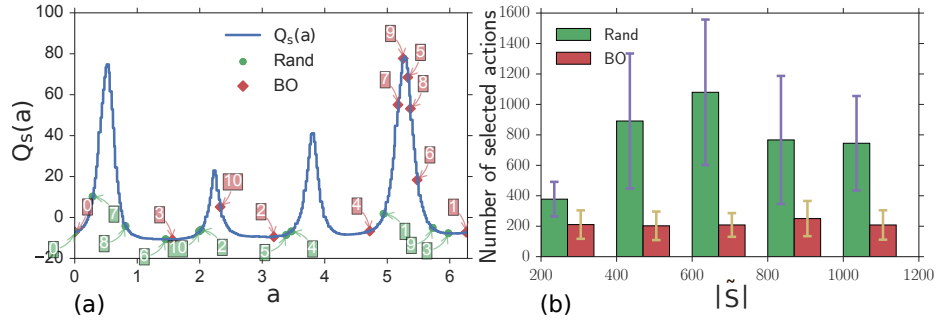 Qₛ(a)
Rand
BO
100
80
60
40
20
0
−20
Qₛ(a)
0 1 2 3 4 5 6
a
(a)
0
7
8
0
3
6
10
10
2
2
5
4
4
7
9
5
8
6
1
9
3
1
1600
1400
1200
1000
800
600
400
200
0
Number of selected actions
Rand
BO
200 400 600 800 1000 1200
|S̃|
(b)